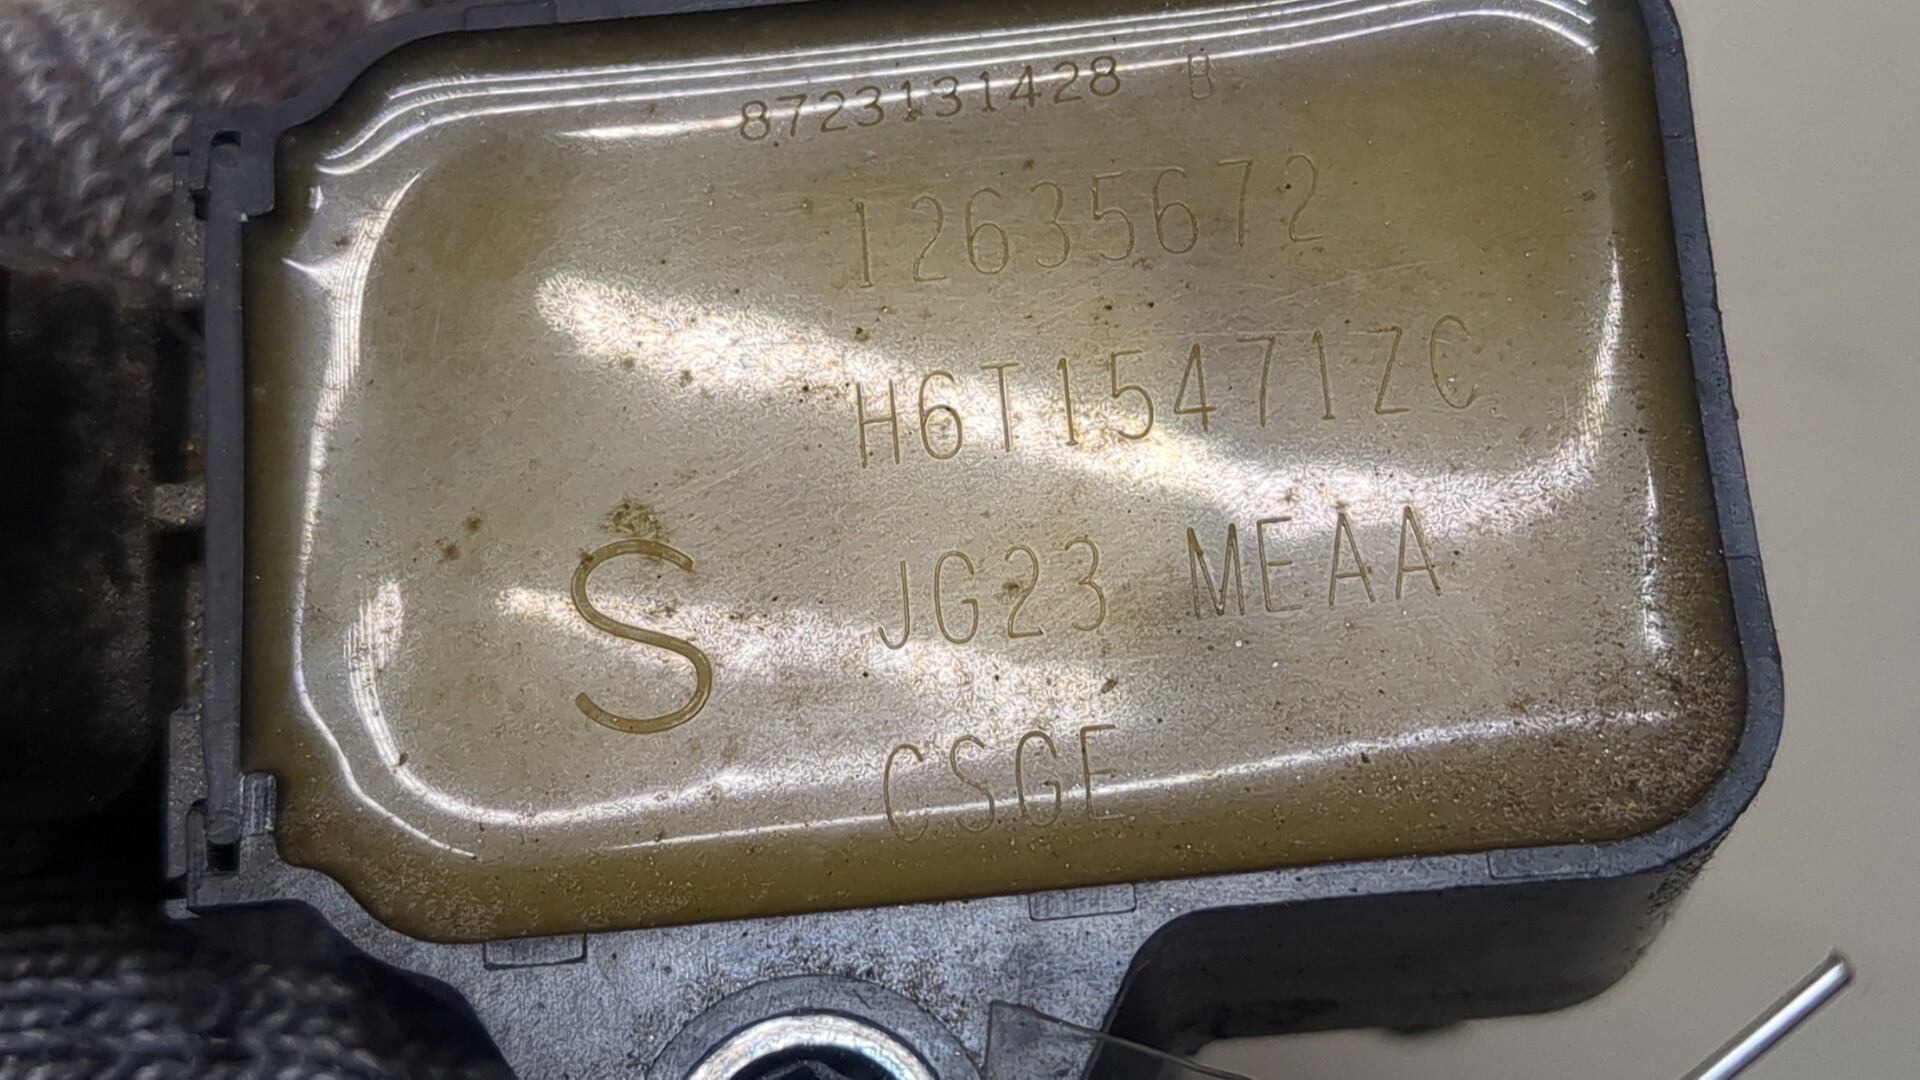 8723131428 B
12635672
H6T15471ZC
S JG23 MEAA
CSGE